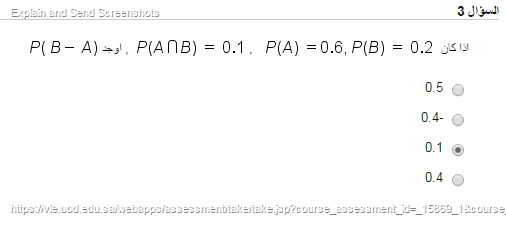 Explain and Send Screenshots
السؤال 3
اذا كان P(A) =0.6, P(B) = 0.2 , P(A∩B) = 0.1 , اوجد P( B− A)
0.5
0.4-
0.1
0.4
https://vle.uod.edu.sa/webapps/assessment/take/take.jsp?course_assessment_id=_15869_1&course_